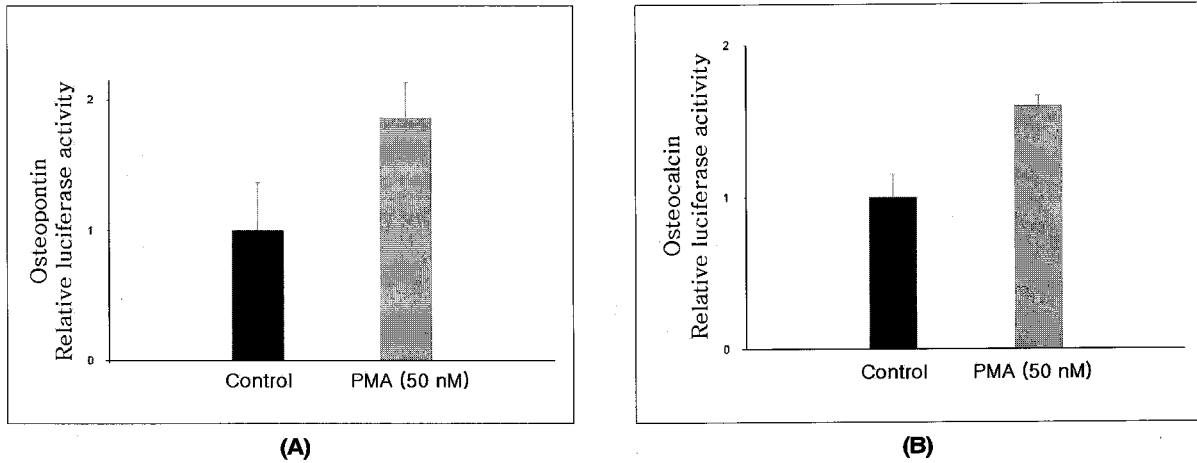 Osteopontin
Relative luciferase activity
2
1
0
Control
PMA (50 nM)
(A)
Osteocalcin
Relative luciferase acitivity
2
1
0
Control
PMA (50 nM)
(B)